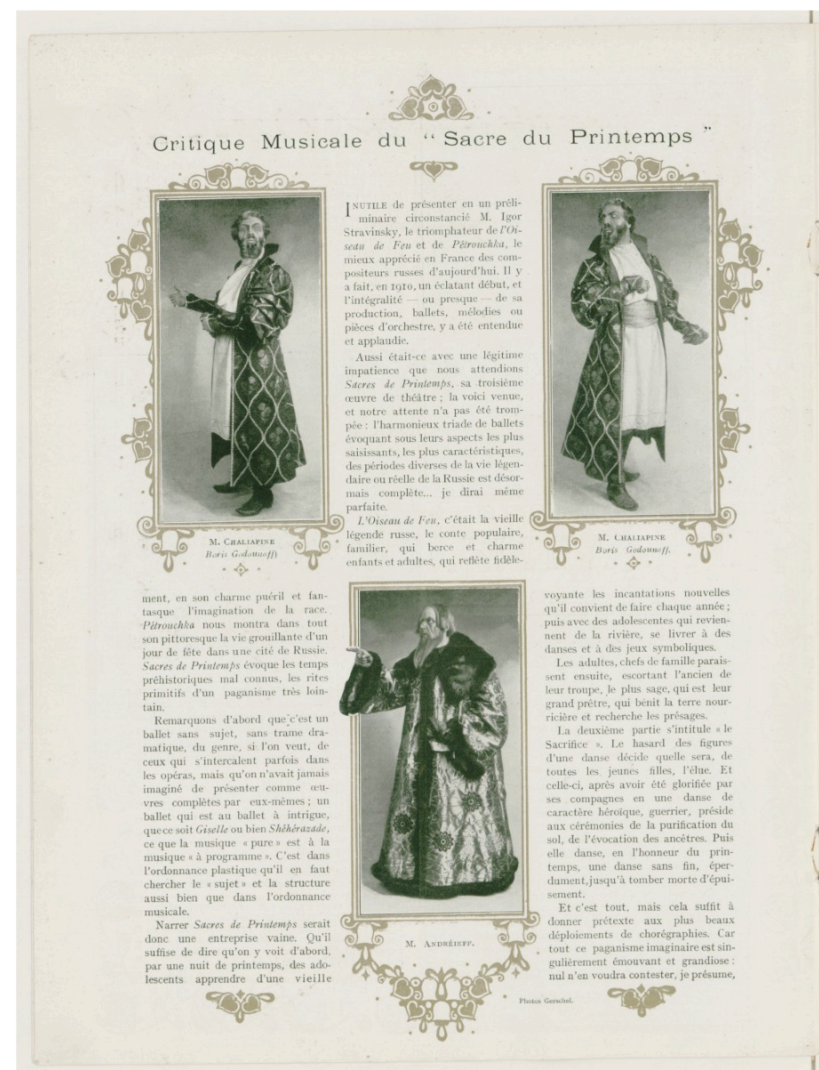 Critique Musicale du “ Sacre du Printemps ”
INUTILE de présenter en un préli-
minaire circonstancié M. Igor
Stravinsky, le triomphateur de l'Oi-
seau de Feu et de Pétrouchka, le
mieux apprécié en France des com-
positeurs russes d'aujourd'hui. Il y
a fait, en 1910, un éclatant début, et
l'intégralité — ou presque — de sa
production, ballets, mélodies ou
pièces d'orchestre, y a été entendue
et applaudie.
Aussi était-ce avec une légitime
impatience que nous attendions
Sacres de Printemps, sa troisième
œuvre de théâtre ; la voici venue,
et notre attente n'a pas été trom-
pée : l'harmonieux triade de ballets
évoquant sous leurs aspects les plus
saisissants, les plus caractéristiques,
des périodes diverses de la vie légen-
daire ou réelle de la Russie est désor-
mais complète... je dirai même
parfaite.
L'Oiseau de Feu, c'était la vieille
légende russe, le conte populaire,
familier, qui berce et charme
enfants et adultes, qui reflète fidèle-
M. CHALIAPINE
Boris Godounoff)
M. CHALIAPINE
Boris Godounoff).
ment, en son charme puéril et fan-
tasque l'imagination de la race.
Pétrouchka nous montra dans tout
son pittoresque la vie grouillante d'un
jour de fête dans une cité de Russie.
Sacres de Printemps évoque les temps
préhistoriques mal connus, les rites
primitifs d'un paganisme très loin-
tain.
Remarquons d'abord que c'est un
ballet sans sujet, sans trame dra-
matique, du genre, si l'on veut, de
ceux qui s'intercalent parfois dans
les opéras, mais qu'on n'avait jamais
imaginé de présenter comme œu-
vres complètes par eux-mêmes ; un
ballet qui est au ballet à intrigue,
que ce soit Giselle ou bien Shéhérazade,
ce que la musique « pure » est à la
musique « à programme ». C'est dans
l'ordonnance plastique qu'il en faut
chercher le « sujet » et la structure
aussi bien que dans l'ordonnance
musicale.
Narrer Sacres de Printemps serait
donc une entreprise vaine. Qu'il
suffise de dire qu'on y voit d'abord,
par une nuit de printemps, des ado-
lescents apprendre d'une vieille
M. ANDRÉIEFF.
voyante les incantations nouvelles
qu'il convient de faire chaque année ;
puis avec des adolescentes qui revien-
nent de la rivière, se livrer à des
danses et à des jeux symboliques.
Les adultes, chefs de famille parais-
sent ensuite, escortant l'ancien de
leur troupe, le plus sage, qui est leur
grand prêtre, qui bénit la terre nour-
ricière et recherche les présages.
La deuxième partie s'intitule « le
Sacrifice ». Le hasard des figures
d'une danse décide quelle sera, de
toutes les jeunes filles, l'élue. Et
celle-ci, après avoir été glorifiée par
ses compagnes en une danse de
caractère héroïque, guerrier, préside
aux cérémonies de la purification du
sol, de l'évocation des ancêtres. Puis
elle danse, en l'honneur du prin-
temps, une danse sans fin, éper-
dument, jusqu'à tomber morte d'épui-
sement.
Et c'est tout, mais cela suffit à
donner prétexte aux plus beaux
déploiements de chorégraphies. Car
tout ce paganisme imaginaire est sin-
gulièrement émouvant et grandiose :
nul n'en voudra contester, je présume,
Photos Gerschel.